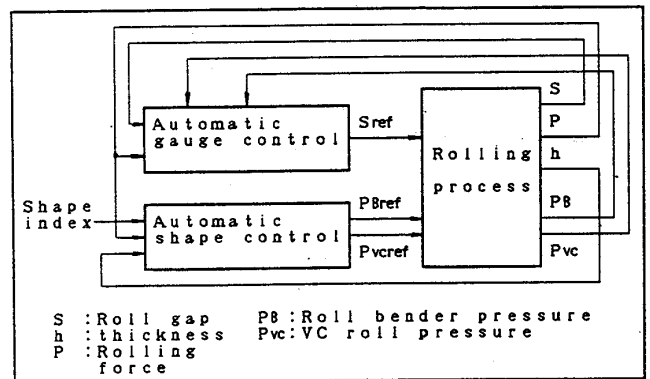 S
Automatic
gauge control
Sref
P
Rolling
process
h
Shape
index
Automatic
shape control
PBref
Pvcref
PB
Pvc
S :Roll gap
h :thickness
P :Rolling
force
PB :Roll bender pressure
Pvc:VC roll pressure